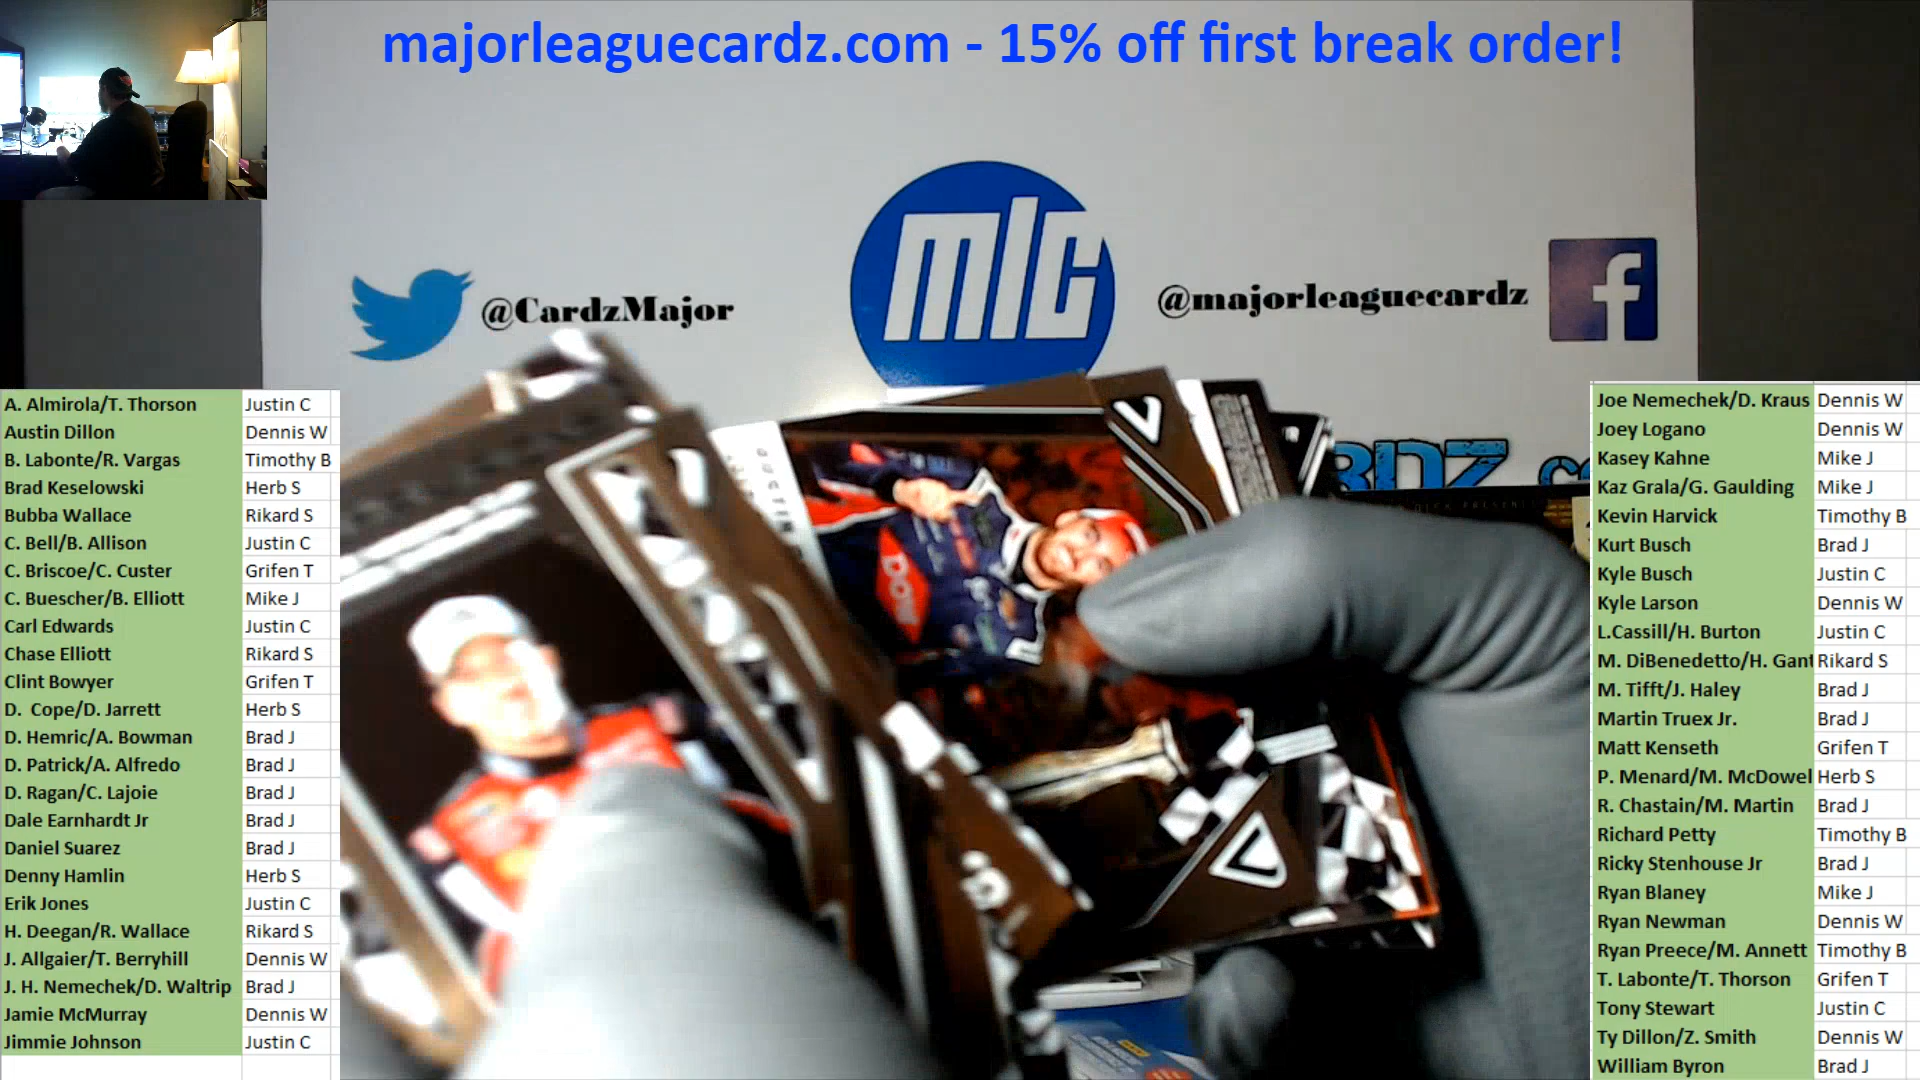 majorleaguecardz.com - 15% off first break order!
mlc
@CardzMajor
@majorleaguecardz
f
A. Almirola/T. Thorson Justin C
Austin Dillon Dennis W
B. Labonte/R. Vargas Timothy B
Brad Keselowski Herb S
Bubba Wallace Rikard S
C. Bell/B. Allison Justin C
C. Briscoe/C. Custer Grifen T
C. Buescher/B. Elliott Mike J
Carl Edwards Justin C
Chase Elliott Rikard S
Clint Bowyer Grifen T
D. Cope/D. Jarrett Herb S
D. Hemric/A. Bowman Brad J
D. Patrick/A. Alfredo Brad J
D. Ragan/C. Lajoie Brad J
Dale Earnhardt Jr Brad J
Daniel Suarez Brad J
Denny Hamlin Herb S
Erik Jones Justin C
H. Deegan/R. Wallace Rikard S
J. Allgaier/T. Berryhill Dennis W
J. H. Nemechek/D. Waltrip Brad J
Jamie McMurray Dennis W
Jimmie Johnson Justin C
DOW
Joe Nemechek/D. Kraus Dennis W
Joey Logano Dennis W
Kasey Kahne Mike J
Kaz Grala/G. Gaulding Mike J
Kevin Harvick Timothy B
Kurt Busch Brad J
Kyle Busch Justin C
Kyle Larson Dennis W
L.Cassill/H. Burton Justin C
M. DiBenedetto/H. Gant Rikard S
M. Tifft/J. Haley Brad J
Martin Truex Jr. Brad J
Matt Kenseth Grifen T
P. Menard/M. McDowel Herb S
R. Chastain/M. Martin Brad J
Richard Petty Timothy B
Ricky Stenhouse Jr Brad J
Ryan Blaney Mike J
Ryan Newman Dennis W
Ryan Preece/M. Annett Timothy B
T. Labonte/T. Thorson Grifen T
Tony Stewart Justin C
Ty Dillon/Z. Smith Dennis W
William Byron Brad J